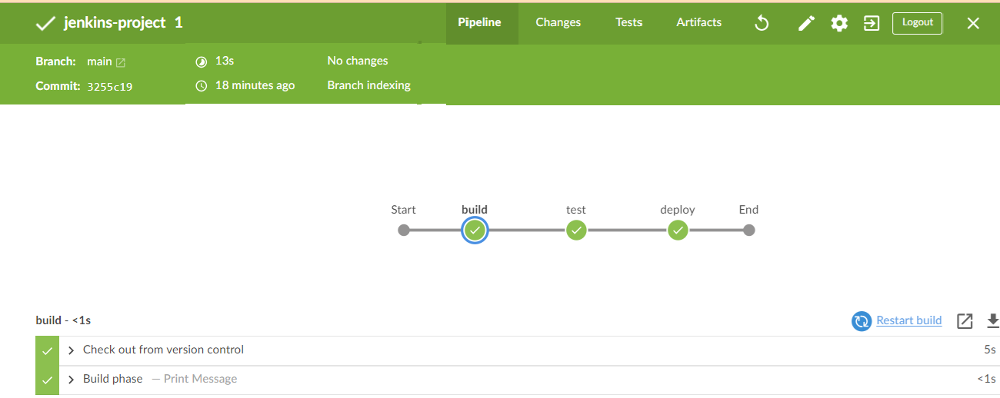 jenkins-project 1
Pipeline Changes Tests Artifacts Logout
Branch: main 13s No changes
Commit: 3255c19 18 minutes ago Branch indexing
Start build test deploy End
build - <1s Restart build
Check out from version control 5s
Build phase — Print Message <1s